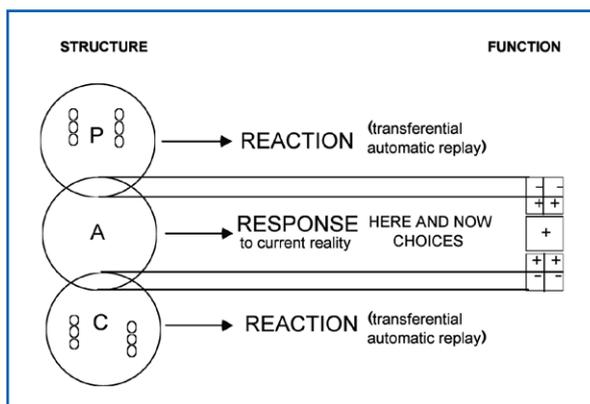 STRUCTURE FUNCTION
P
REACTION (transferential
automatic replay)
- -
+ +
A
RESPONSE HERE AND NOW
to current reality CHOICES
+
+ +
- -
C
REACTION (transferential
automatic replay)